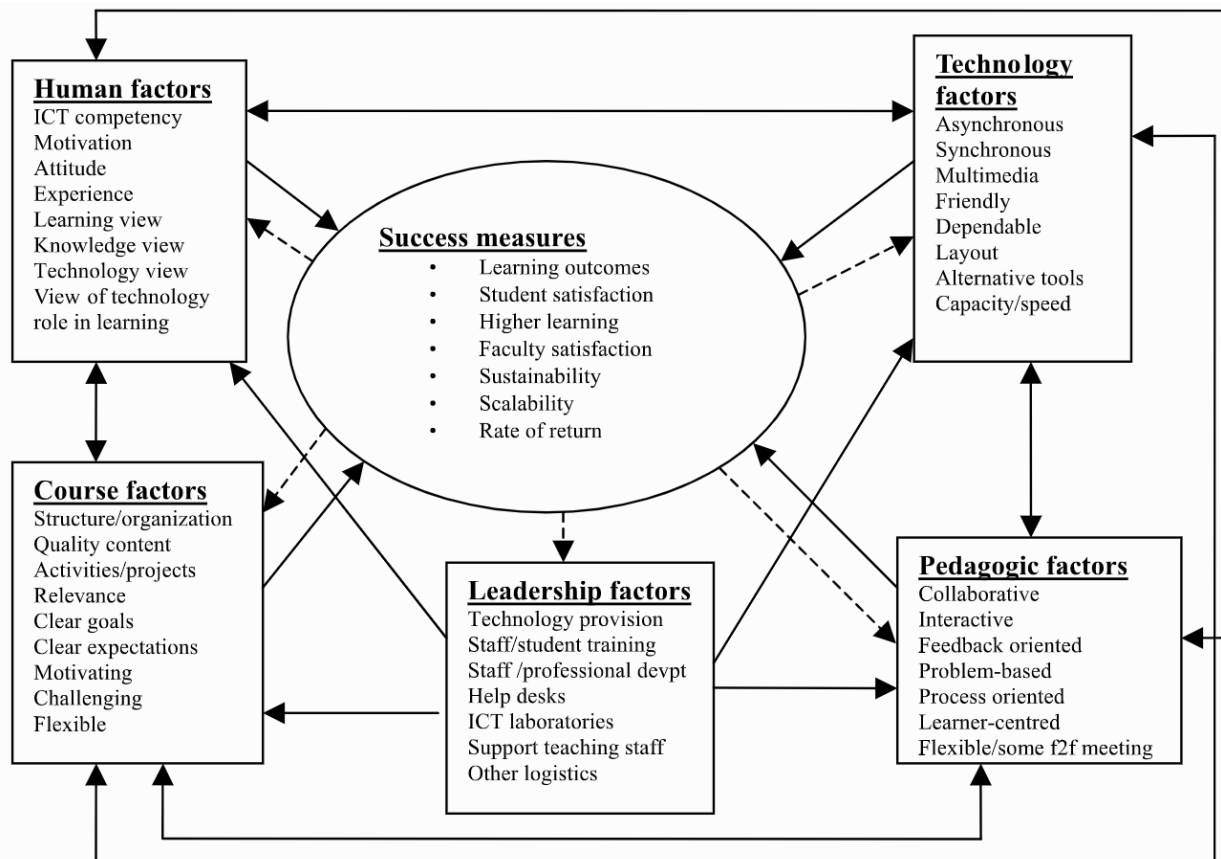 Human factors
ICT competency
Motivation
Attitude
Experience
Learning view
Knowledge view
Technology view
View of technology
role in learning
Technology
factors
Asynchronous
Synchronous
Multimedia
Friendly
Dependable
Layout
Alternative tools
Capacity/speed
Success measures
• Learning outcomes
• Student satisfaction
• Higher learning
• Faculty satisfaction
• Sustainability
• Scalability
• Rate of return
Course factors
Structure/organization
Quality content
Activities/projects
Relevance
Clear goals
Clear expectations
Motivating
Challenging
Flexible
Leadership factors
Technology provision
Staff/student training
Staff /professional devpt
Help desks
ICT laboratories
Support teaching staff
Other logistics
Pedagogic factors
Collaborative
Interactive
Feedback oriented
Problem-based
Process oriented
Learner-centred
Flexible/some f2f meeting